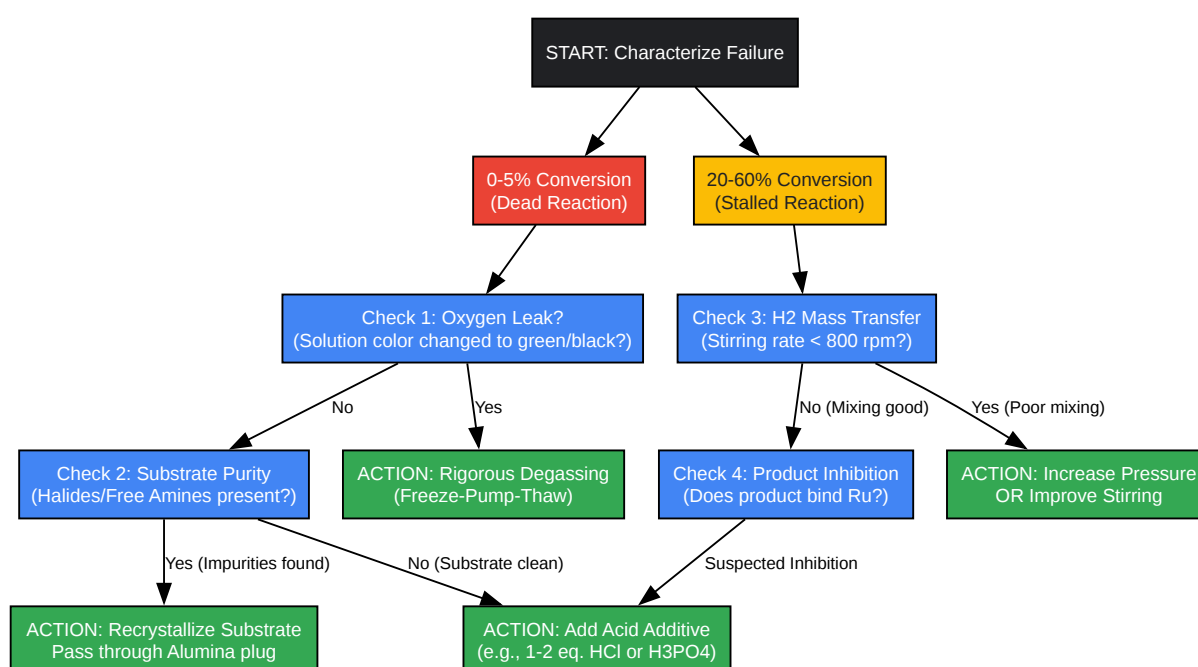 START: Characterize Failure
0-5% Conversion
(Dead Reaction)
20-60% Conversion
(Stalled Reaction)
Check 1: Oxygen Leak?
(Solution color changed to green/black?)
Check 3: H2 Mass Transfer
(Stirring rate < 800 rpm?)
No
Yes
No (Mixing good)
Yes (Poor mixing)
Check 2: Substrate Purity
(Halides/Free Amines present?)
ACTION: Rigorous Degassing
(Freeze-Pump-Thaw)
Check 4: Product Inhibition
(Does product bind Ru?)
ACTION: Increase Pressure
OR Improve Stirring
Yes (Impurities found)
No (Substrate clean)
Suspected Inhibition
ACTION: Recrystallize Substrate
Pass through Alumina plug
ACTION: Add Acid Additive
(e.g., 1-2 eq. HCl or H3PO4)